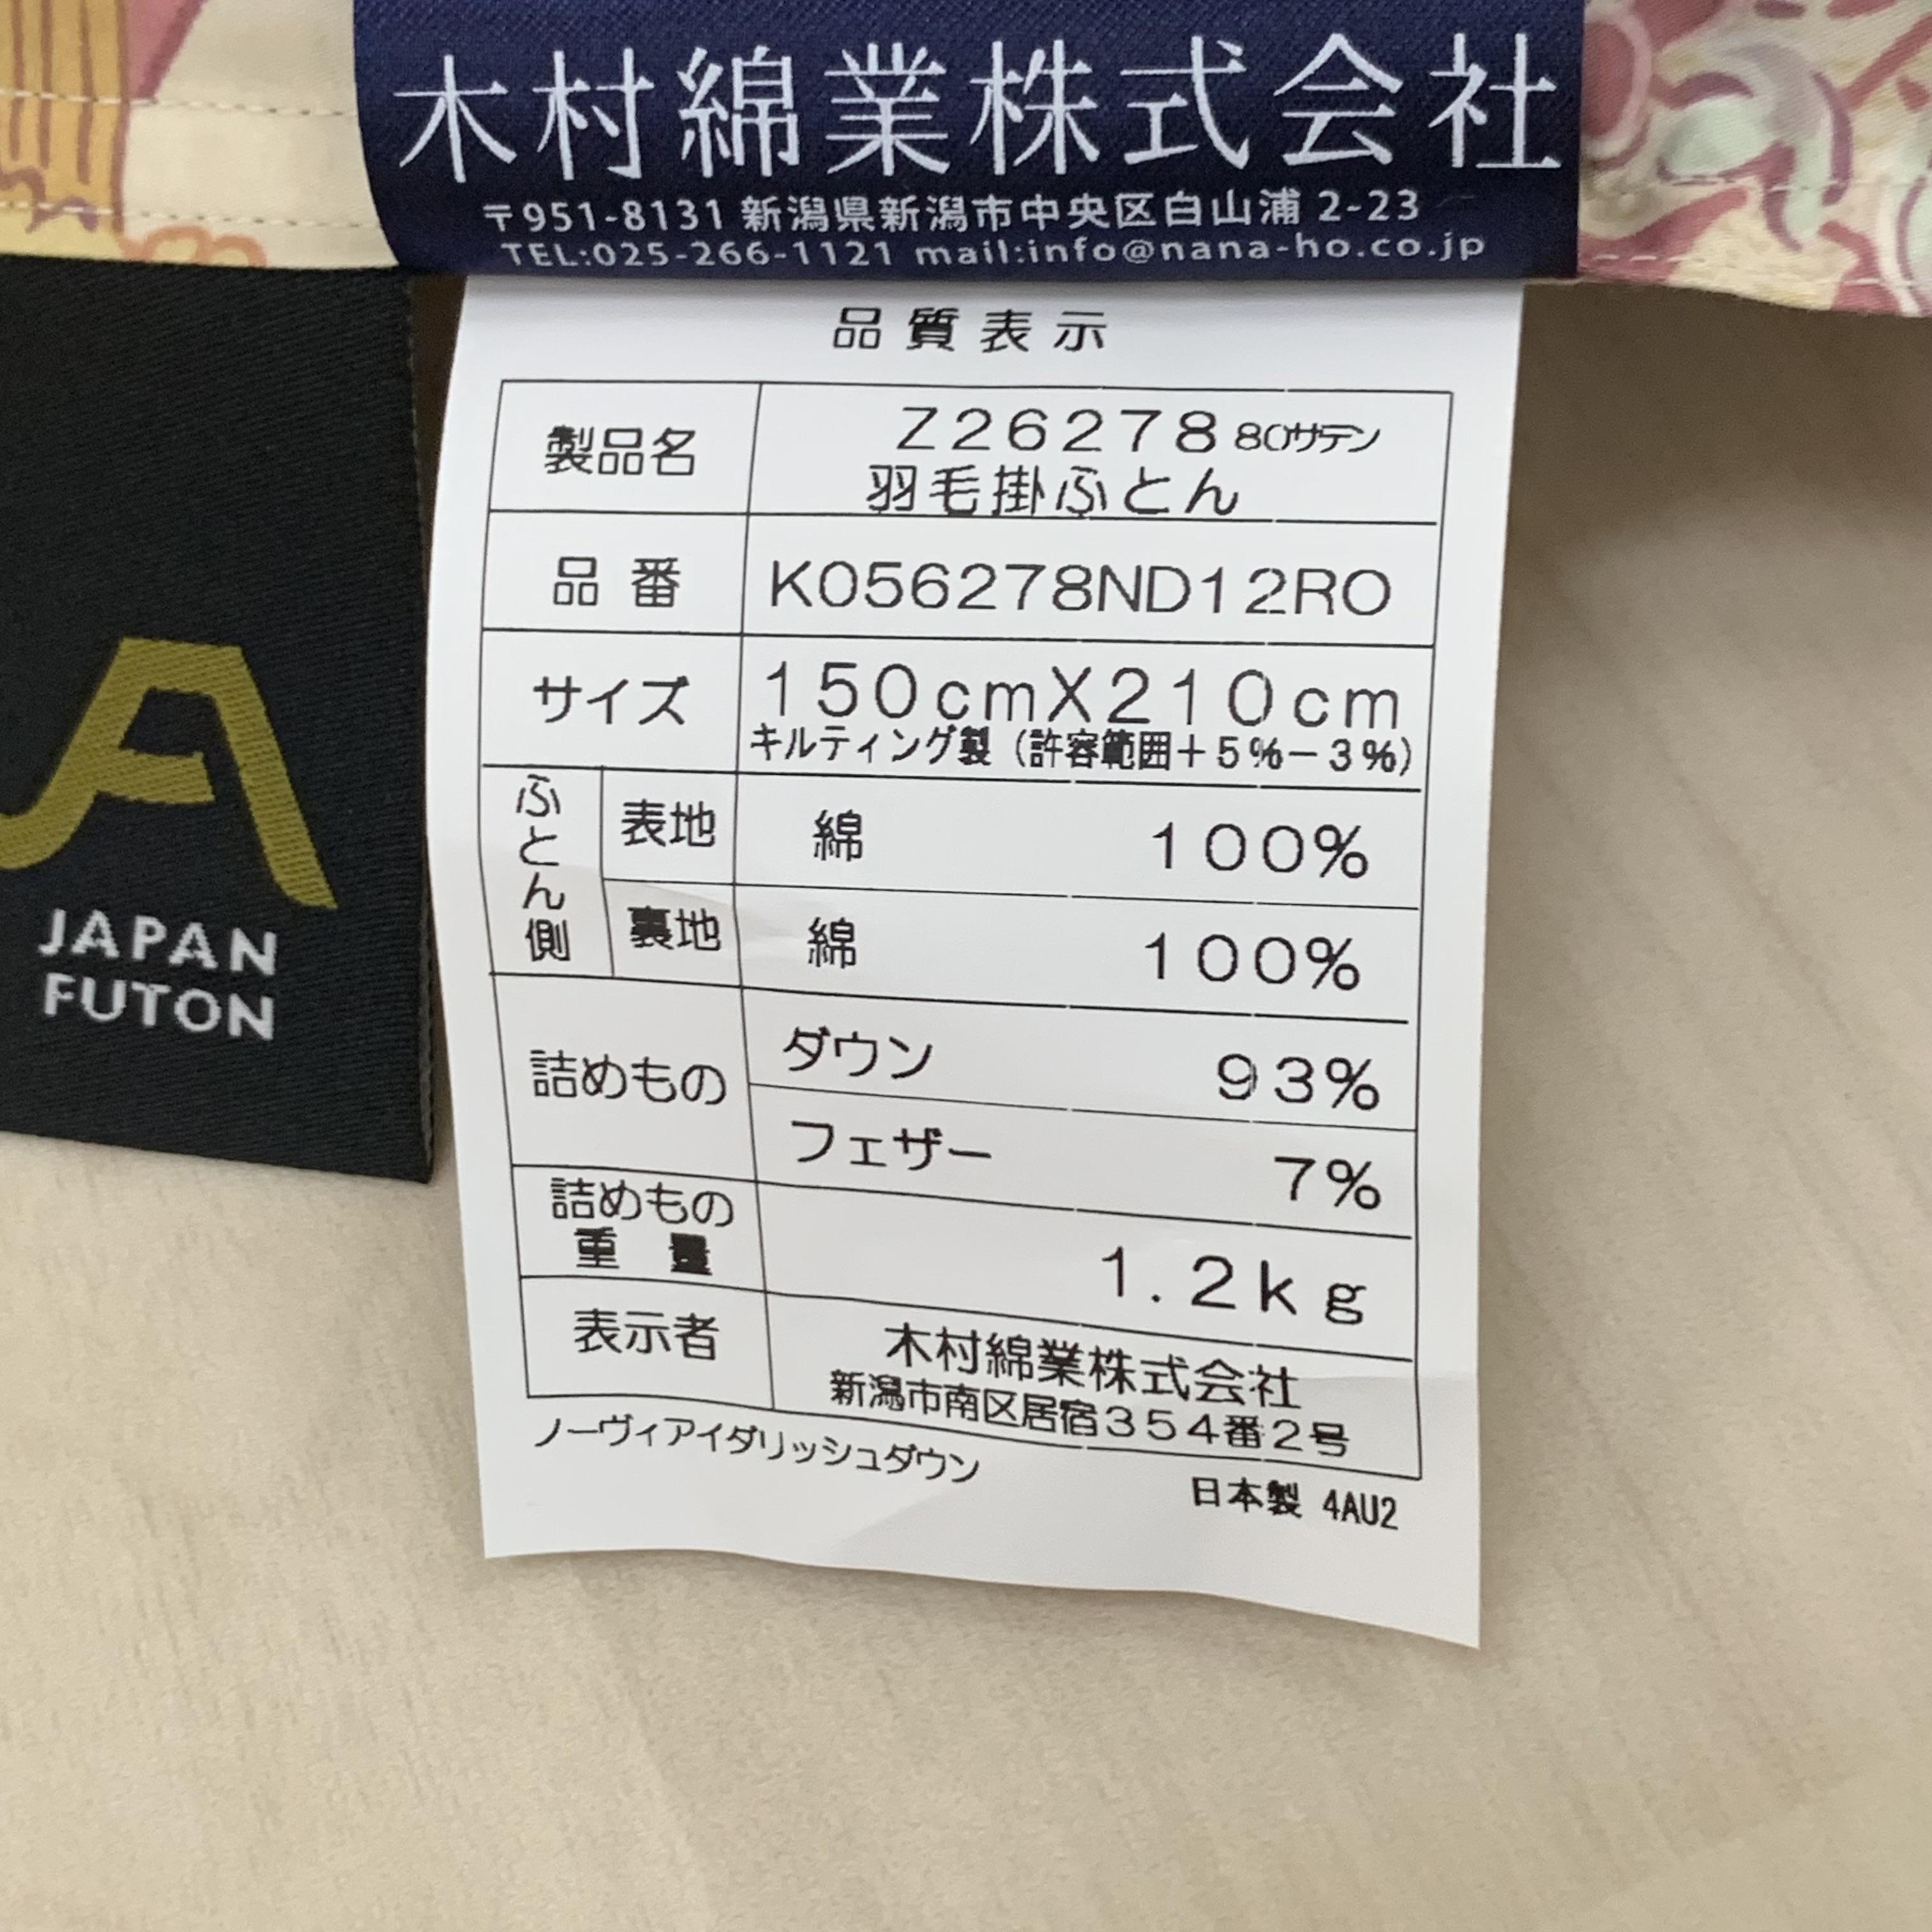 木村綿業株式会社
〒951-8131 新潟県新潟市中央区白山浦 2-23
TEL:025-266-1121 mail:info@nana-ho.co.jp
品質表示
製品名 Z26278 80サテン
羽毛掛ふとん
品番 K056278ND12RO
サイズ 150cmX210cm
キルティング製（許容範囲+5%-3%）
ふとん側 表地 綿 100%
裏地 綿 100%
詰めもの ダウン 93%
フェザー 7%
詰めもの重量 1.2kg
表示者 木村綿業株式会社
新潟市南区居宿354番2号
ノーヴィアイダリッシュダウン
日本製 4AU2
JAPAN
FUTON